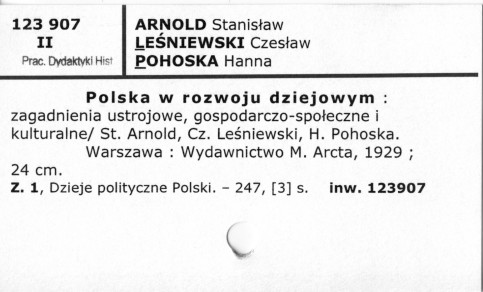 123 907
II
Prac. Dydaktyki Hist
ARNOLD Stanisław
LEŚNIEWSKI Czesław
POHOSKA Hanna
Polska w rozwoju dziejowym :
zagadnienia ustrojowe, gospodarczo-społeczne i
kulturalne/ St. Arnold, Cz. Leśniewski, H. Pohoska.
Warszawa : Wydawnictwo M. Arcta, 1929 ;
24 cm.
Z. 1, Dzieje polityczne Polski. – 247, [3] s. inw. 123907